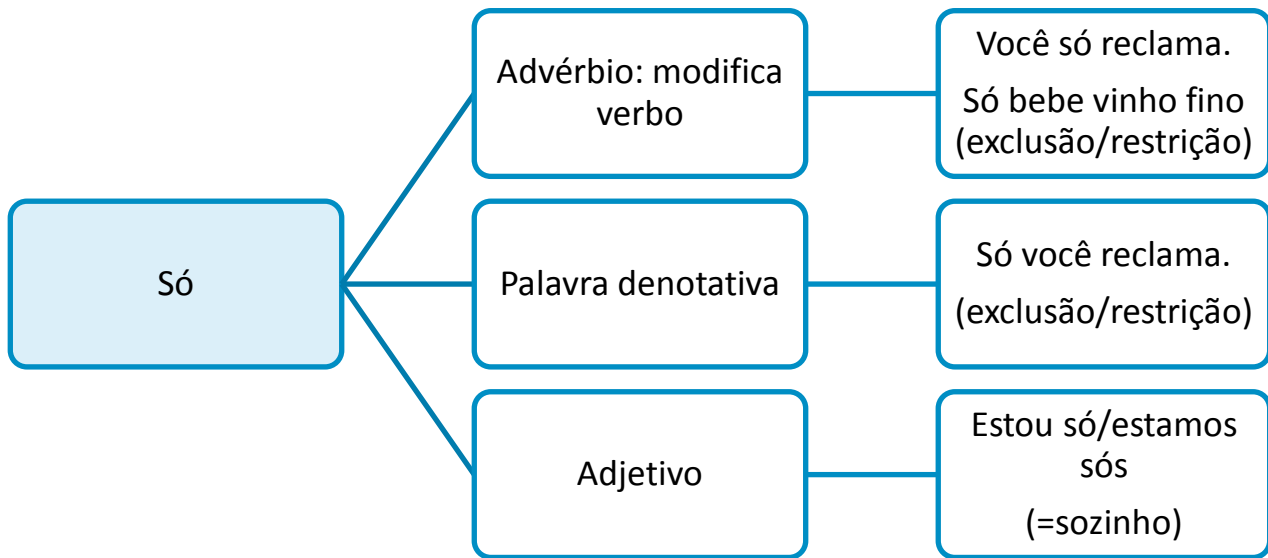 Só
Advérbio: modifica
verbo
Você só reclama.
Só bebe vinho fino
(exclusão/restrição)
Palavra denotativa
Só você reclama.
(exclusão/restrição)
Adjetivo
Estou só/estamos
sós
(=sozinho)